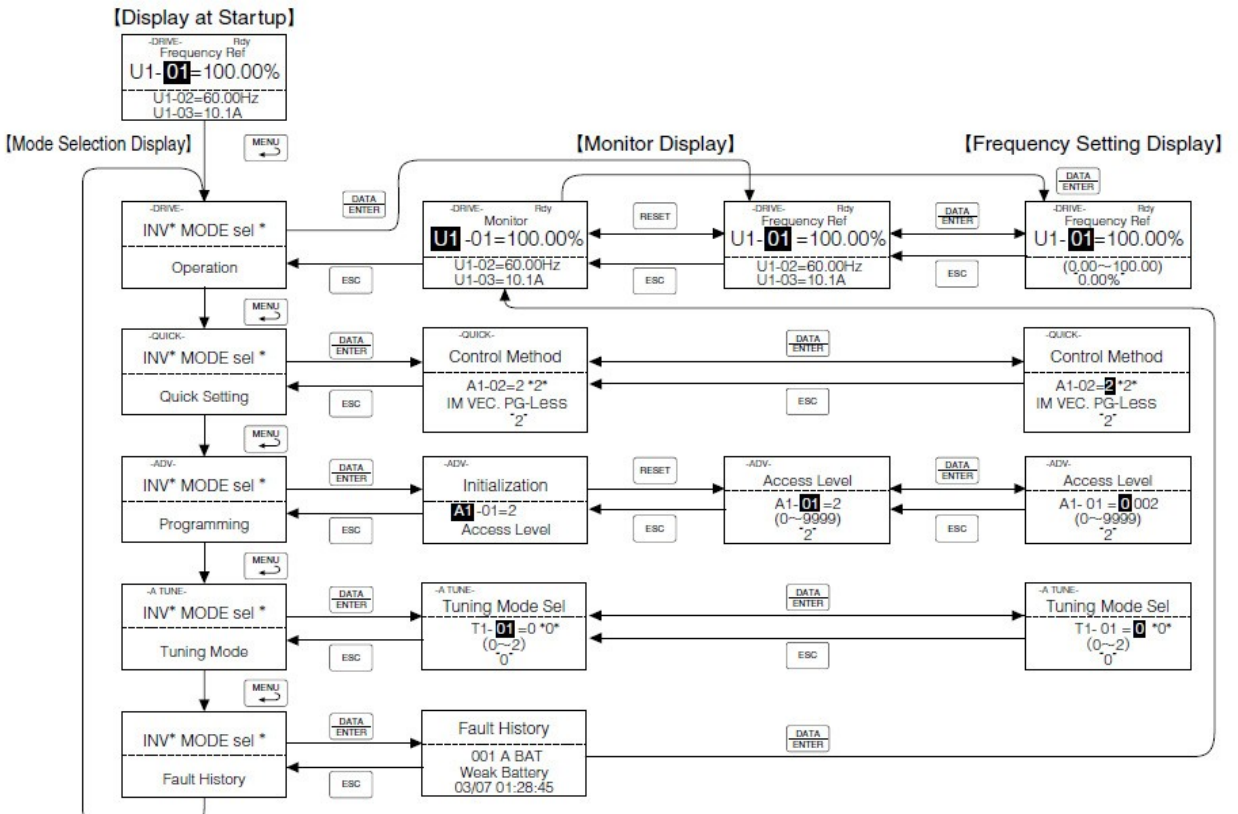 【Display at Startup】
-DRIVE- Rdy
Frequency Ref
U1-01=100.00%
U1-02=60.00Hz
U1-03=10.1A
【Mode Selection Display】
MENU
【Monitor Display】
【Frequency Setting Display】
-DRIVE-
INV* MODE sel *
Operation
DATA
ENTER
ESC
-DRIVE- Rdy
Monitor
U1 -01=100.00%
U1-02=60.00Hz
U1-03=10.1A
RESET
ESC
-DRIVE- Rdy
Frequency Ref
U1- 01 =100.00%
U1-02=60.00Hz
U1-03=10.1A
DATA
ENTER
DATA
ENTER
ESC
-DRIVE- Rdy
Frequency Ref
U1- 01=100.00%
(0.00~100.00)
"0.00%"
MENU
-QUICK-
INV* MODE sel *
Quick Setting
DATA
ENTER
ESC
-QUICK-
Control Method
A1-02=2 *2*
IM VEC. PG-Less
"2"
DATA
ENTER
ESC
-QUICK-
Control Method
A1-02=2 *2*
IM VEC. PG-Less
"2"
MENU
-ADV-
INV* MODE sel *
Programming
DATA
ENTER
ESC
-ADV-
Initialization
A1 -01=2
Access Level
RESET
ESC
-ADV-
Access Level
A1- 01 =2
(0~9999)
"2"
DATA
ENTER
ESC
-ADV-
Access Level
A1- 01 = 0 002
(0~9999)
"2"
MENU
-A TUNE-
INV* MODE sel *
Tuning Mode
DATA
ENTER
ESC
-A TUNE-
Tuning Mode Sel
T1- 01 =0 *0*
(0~2)
"0"
DATA
ENTER
ESC
-A TUNE-
Tuning Mode Sel
T1- 01 = 0 *0*
(0~2)
"0"
MENU
INV* MODE sel *
Fault History
DATA
ENTER
ESC
Fault History
001 A BAT
Weak Battery
03/07 01:28:45
DATA
ENTER